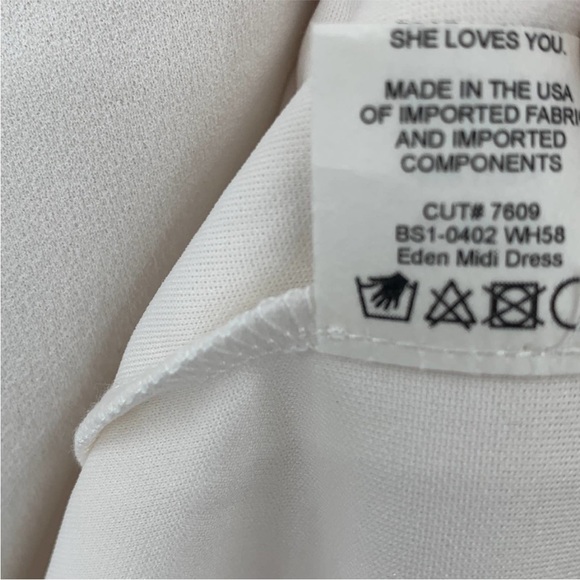 SHE LOVES YOU.
MADE IN THE USA
OF IMPORTED FABRI
AND IMPORTED
COMPONENTS
CUT# 7609
BS1-0402 WH58
Eden Midi Dress